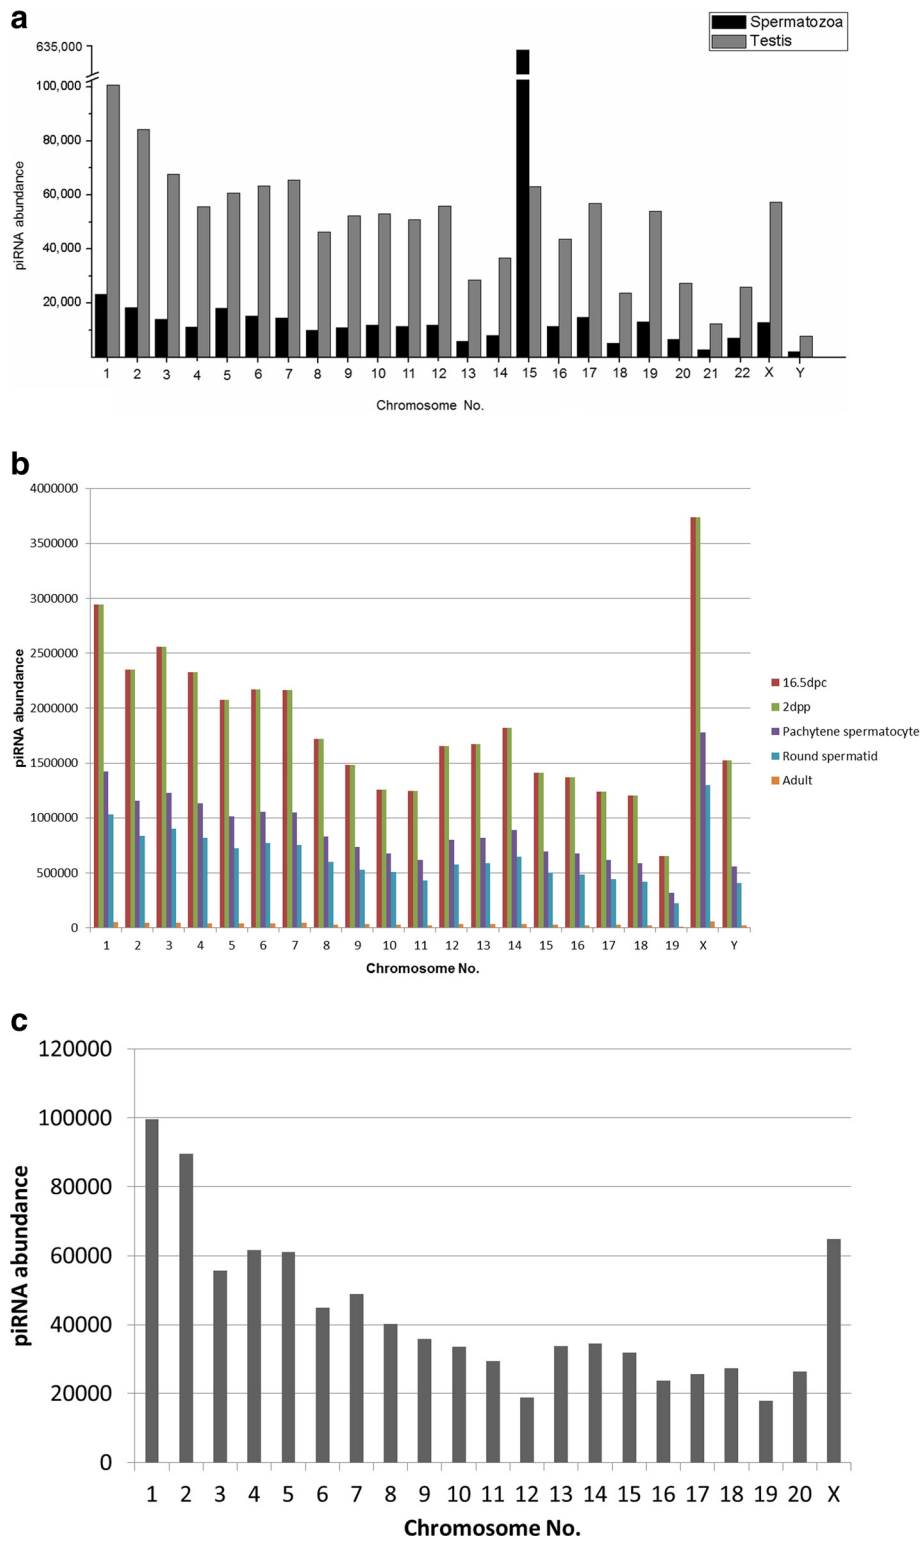 a
Spermatozoa
Testis
635,000
100,000
80,000
60,000
40,000
20,000
piRNA abundance
1 2 3 4 5 6 7 8 9 10 11 12 13 14 15 16 17 18 19 20 21 22 X Y
Chromosome No.
b
4000000
3500000
3000000
2500000
2000000
1500000
1000000
500000
0
piRNA abundance
1 2 3 4 5 6 7 8 9 10 11 12 13 14 15 16 17 18 19 X Y
Chromosome No.
16.5dpc
2dpp
Pachytene spermatocyte
Round spermatid
Adult
c
120000
100000
80000
60000
40000
20000
0
piRNA abundance
1 2 3 4 5 6 7 8 9 10 11 12 13 14 15 16 17 18 19 20 X
Chromosome No.